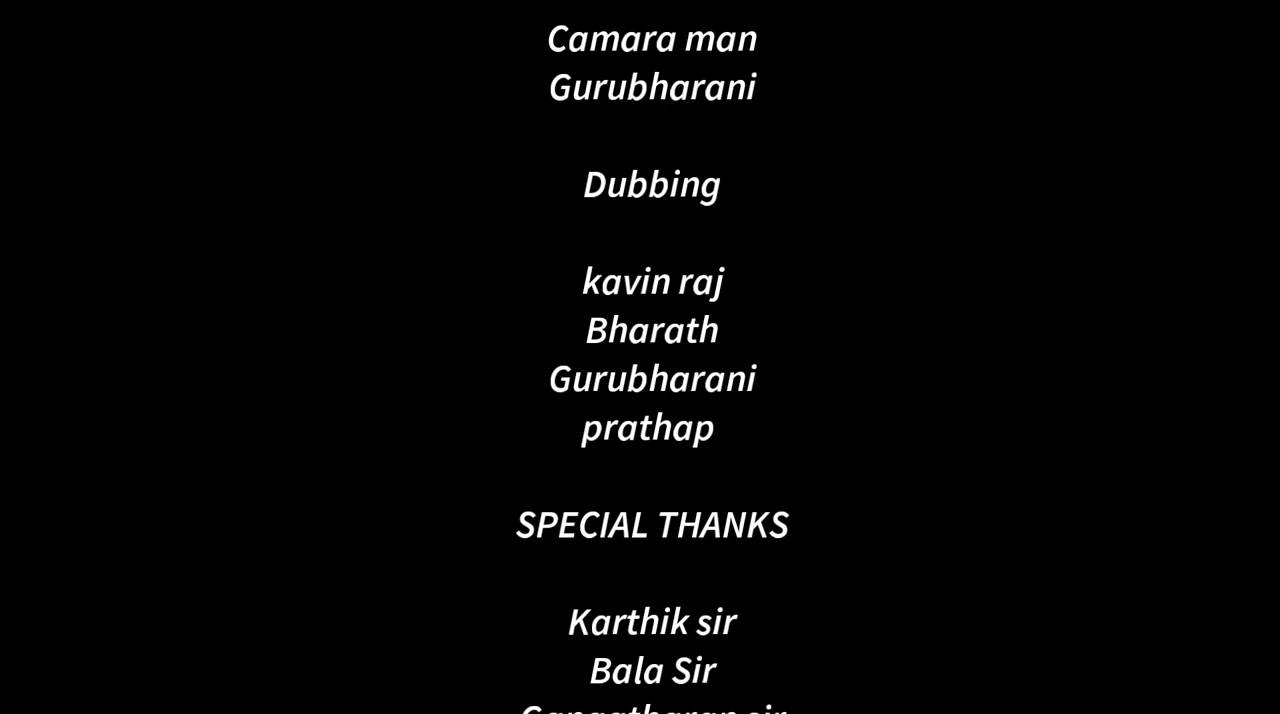 Camara man
Gurubharani
Dubbing
kavin raj
Bharath
Gurubharani
prathap
SPECIAL THANKS
Karthik sir
Bala Sir